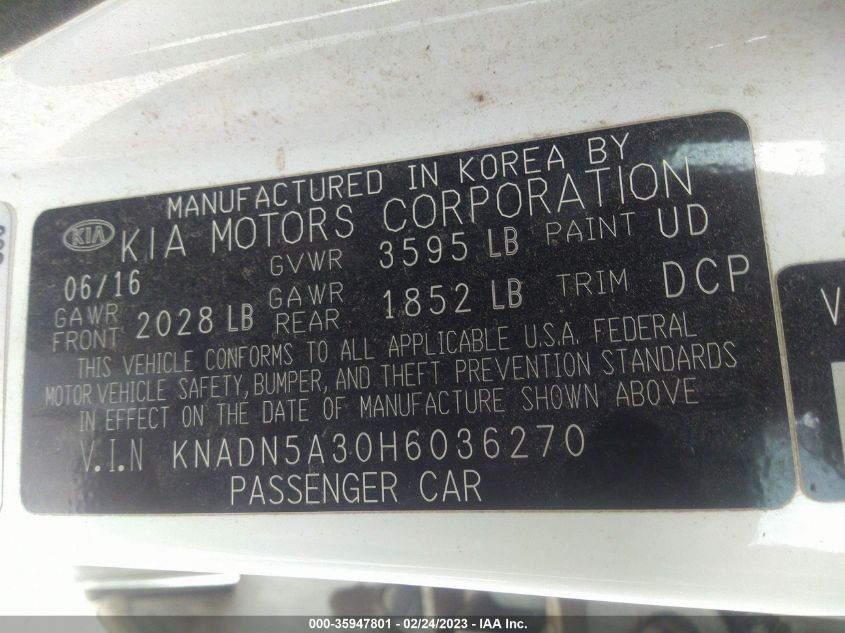 MANUFACTURED IN KOREA BY
KIA KIA MOTORS CORPORATION
06/16 GVWR 3595 LB PAINT UD
GAWR FRONT 2028 LB GAWR REAR 1852 LB TRIM DCP
THIS VEHICLE CONFORMS TO ALL APPLICABLE U.S.A. FEDERAL
MOTOR VEHICLE SAFETY, BUMPER, AND THEFT PREVENTION STANDARDS
IN EFFECT ON THE DATE OF MANUFACTURE SHOWN ABOVE
V.I.N KNADN5A30H6036270
PASSENGER CAR
V
000-35947801 - 02/24/2023 - IAA Inc.